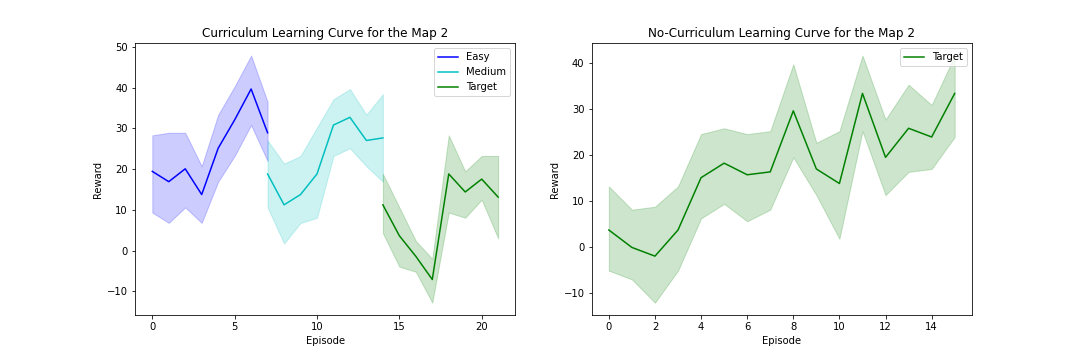 Curriculum Learning Curve for the Map 2
50
40
30
20
10
0
−10
Reward
0
5
10
15
20
Episode
Easy
Medium
Target
No-Curriculum Learning Curve for the Map 2
40
30
20
10
0
−10
Reward
0
2
4
6
8
10
12
14
Episode
Target